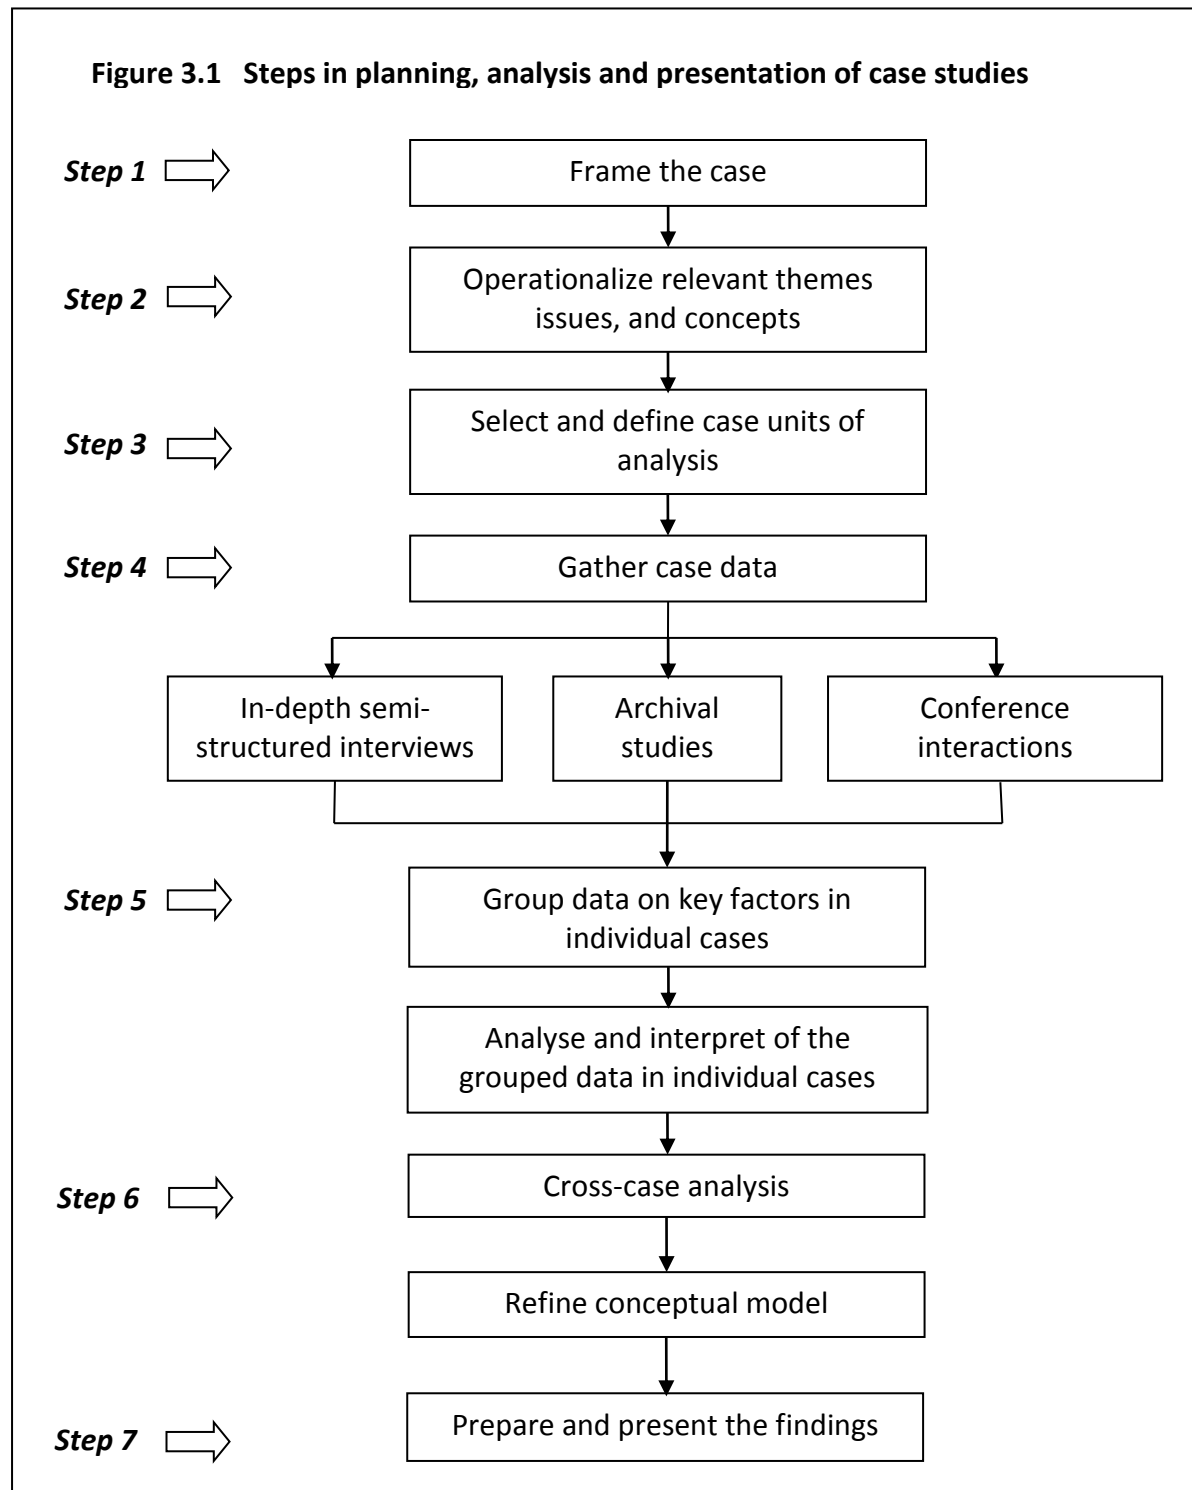 Figure 3.1 Steps in planning, analysis and presentation of case studies
Step 1
Frame the case
Step 2
Operationalize relevant themes
issues, and concepts
Step 3
Select and define case units of
analysis
Step 4
Gather case data
In-depth semi-
structured interviews
Archival
studies
Conference
interactions
Step 5
Group data on key factors in
individual cases
Analyse and interpret of the
grouped data in individual cases
Step 6
Cross-case analysis
Refine conceptual model
Step 7
Prepare and present the findings